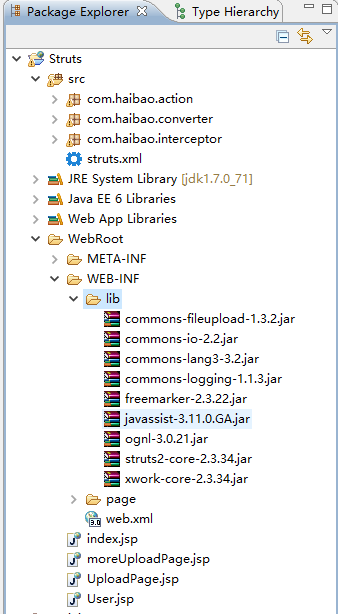 Package Explorer Type Hierarchy
Struts
src
com.haibao.action
com.haibao.converter
com.haibao.interceptor
struts.xml
JRE System Library [jdk1.7.0_71]
Java EE 6 Libraries
Web App Libraries
WebRoot
META-INF
WEB-INF
lib
commons-fileupload-1.3.2.jar
commons-io-2.2.jar
commons-lang3-3.2.jar
commons-logging-1.1.3.jar
freemarker-2.3.22.jar
javassist-3.11.0.GA.jar
ognl-3.0.21.jar
struts2-core-2.3.34.jar
xwork-core-2.3.34.jar
page
web.xml
index.jsp
moreUploadPage.jsp
UploadPage.jsp
User.jsp